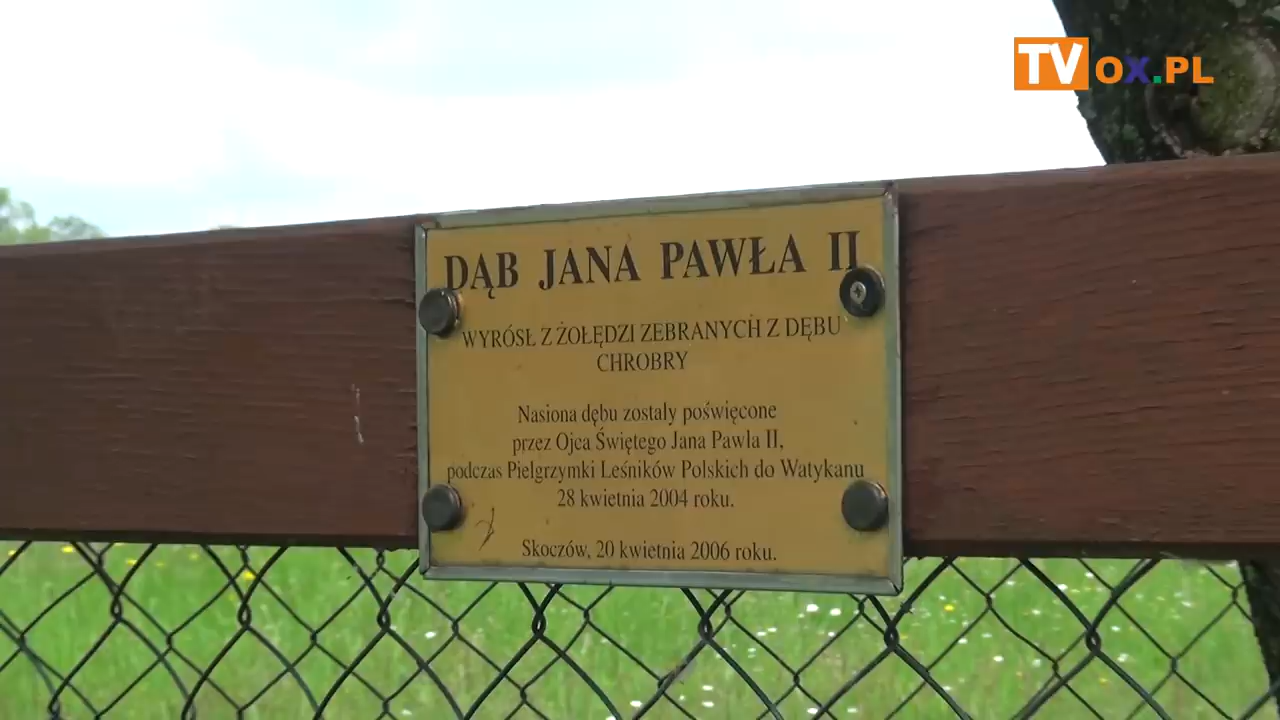 TVOX.PL
DĄB JANA PAWŁA II
WYRÓSŁ Z ŻOŁĘDZI ZEBRANYCH Z DĘBU
CHROBRY
Nasiona dębu zostały poświęcone
przez Ojca Świętego Jana Pawła II,
podczas Pielgrzymki Leśników Polskich do Watykanu
28 kwietnia 2004 roku.
Skoczów, 20 kwietnia 2006 roku.